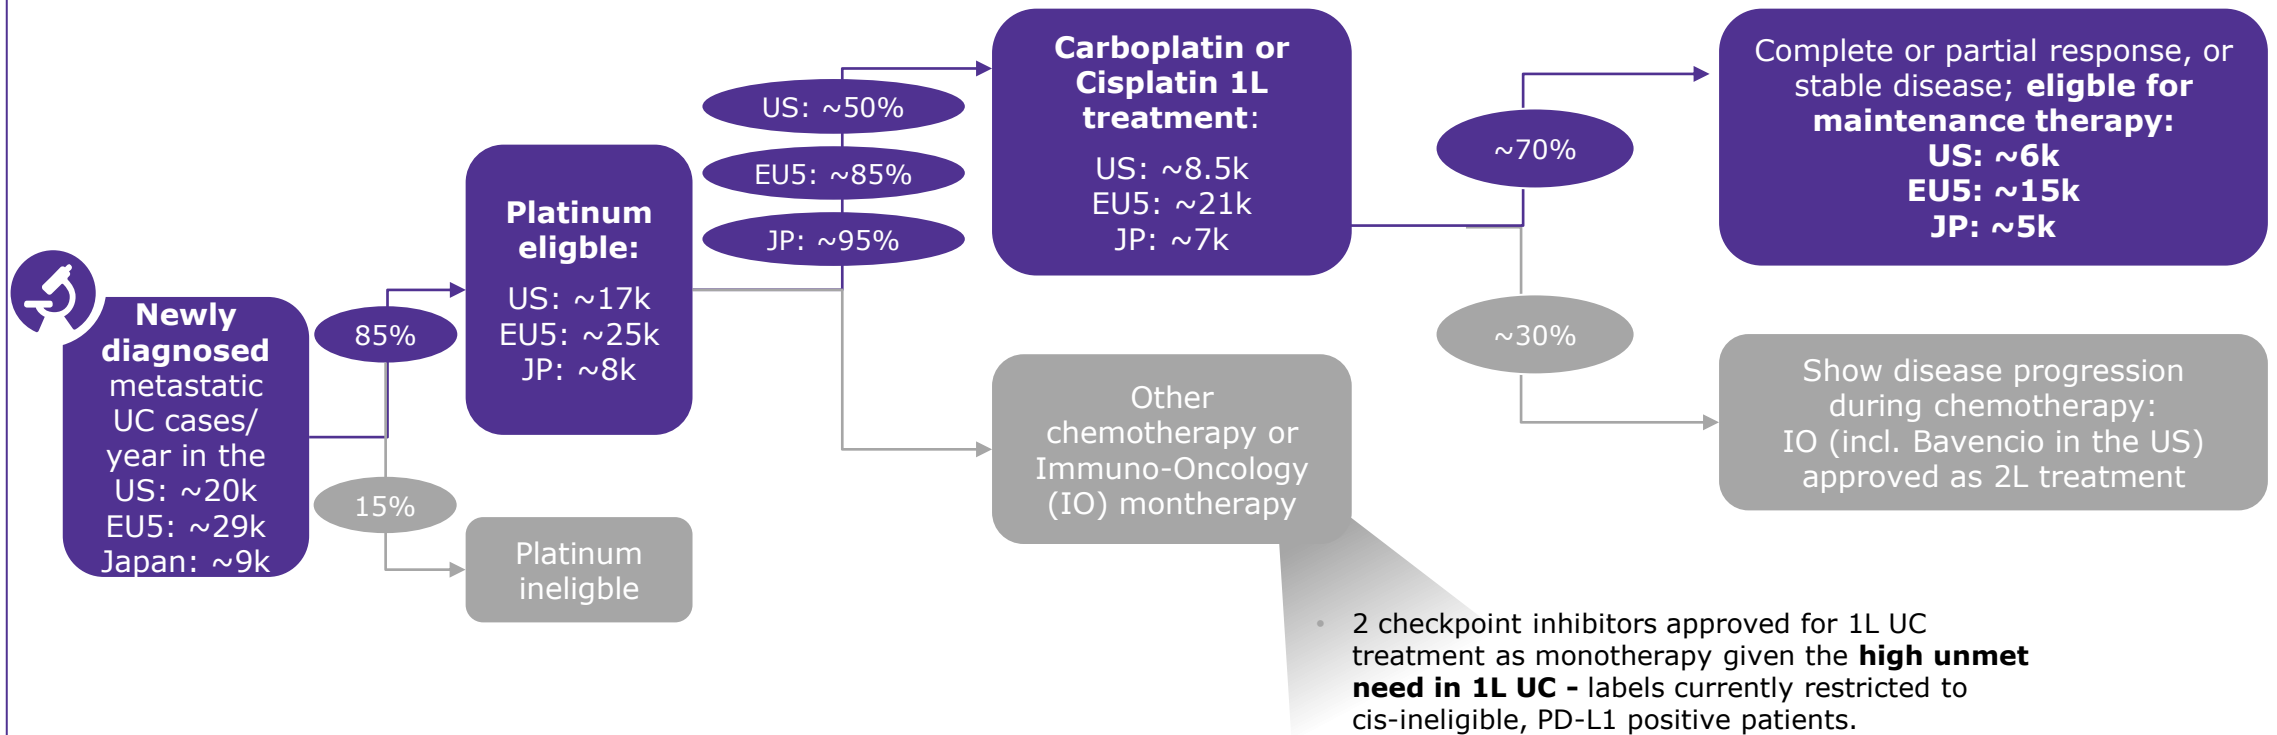 Newly
diagnosed
metastatic
UC cases/
year in the
US: ~20k
EU5: ~29k
Japan: ~9k
85%
15%
Platinum
eligble:
US: ~17k
EU5: ~25k
JP: ~8k
Platinum
ineligble
US: ~50%
EU5: ~85%
JP: ~95%
Carboplatin or
Cisplatin 1L
treatment:
US: ~8.5k
EU5: ~21k
JP: ~7k
Other
chemotherapy or
Immuno-Oncology
(IO) montherapy
~70%
~30%
Complete or partial response, or
stable disease; eligble for
maintenance therapy:
US: ~6k
EU5: ~15k
JP: ~5k
Show disease progression
during chemotherapy:
IO (incl. Bavencio in the US)
approved as 2L treatment
• 2 checkpoint inhibitors approved for 1L UC
treatment as monotherapy given the high unmet
need in 1L UC - labels currently restricted to
cis-ineligible, PD-L1 positive patients.